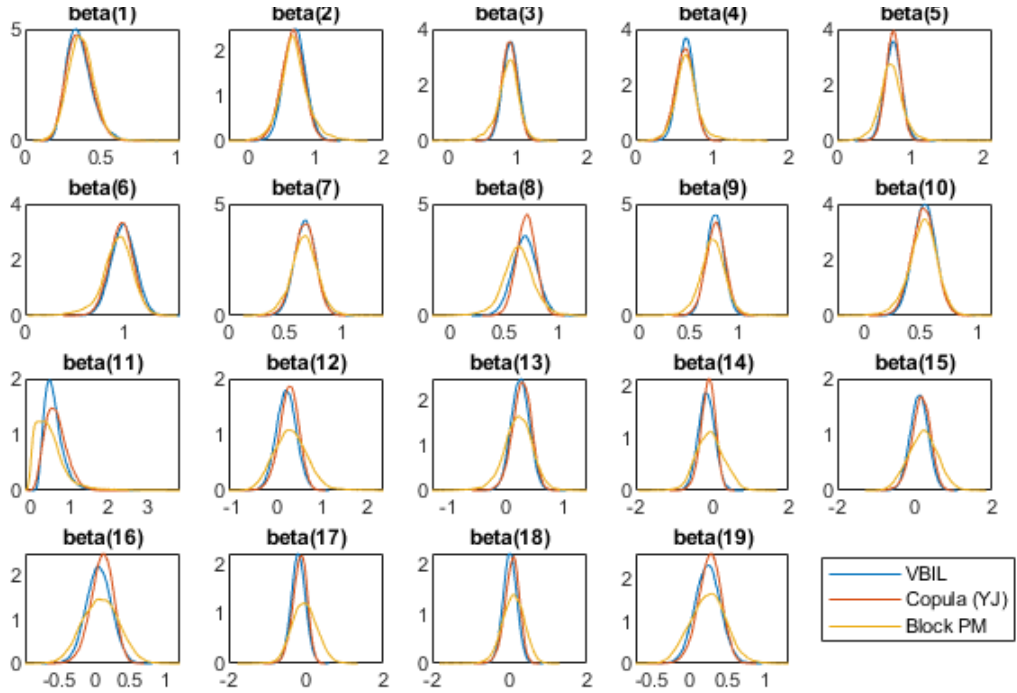 beta(1) beta(2) beta(3) beta(4) beta(5)
5 2 1 0 4 2 0 4 3 2 1 0 4 2 0
0
0 0.5 1 0 1 2 0 1 2 0 1 2 0 1 2
beta(6) beta(7) beta(8) beta(9) beta(10)
4 2 0 5 0 5 0 5 0 4 2 0
0 1 0 0.5 1 0 0.5 1 0 0.5 1 0 0.5 1
beta(11) beta(12) beta(13) beta(14) beta(15)
2 1 0 2 1 0 2 1 0 2 1 0 2 1 0
0 1 2 3 -1 0 1 2 -1 0 1 -2 0 2 -2 0 2
beta(16) beta(17) beta(18) beta(19)
2 1 0 2 1 0 2 1 0 2 1 0
-0.5 0 0.5 1 -2 0 2 -2 0 2 -0.5 0 0.5 1
VBIL
Copula (YJ)
Block PM